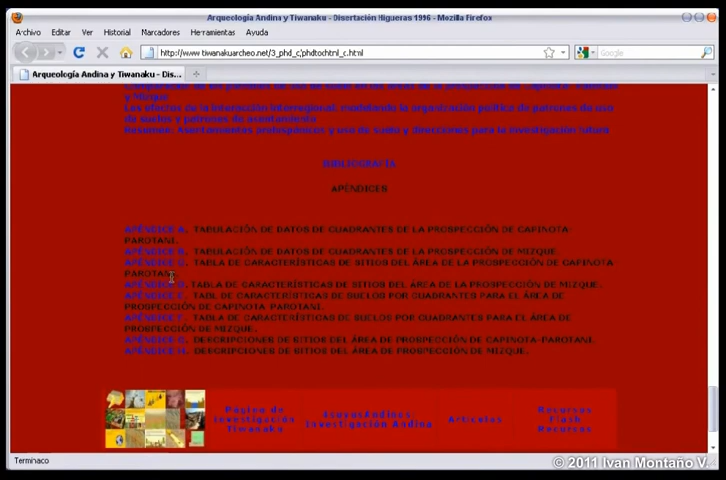 Arqueología Andina y Tiwanaku - Disertación Higueras 1996 - Mozilla Firefox
Archivo Editar Ver Historial Marcadores Herramientas Ayuda
http://www.tiwanakuarcheo.net/3_phd_c/phdtochtml_c.html
Google
Arqueología Andina y Tiwanaku - Dis...
y Mizque.
Los efectos de la interacción interregional: modelando la organización política de patrones de uso
de suelos y patrones de asentamiento.
Resumen: Asentamientos prehispánicos y uso de suelo y direcciones para la investigación futura
BIBLIOGRAFÍA
APÉNDICES
APÉNDICE A. TABULACIÓN DE DATOS DE CUADRANTES DE LA PROSPECCIÓN DE CAPINOTA-
PAROTANI.
APÉNDICE B. TABULACIÓN DE DATOS DE CUADRANTES DE LA PROSPECCIÓN DE MIZQUE.
APÉNDICE C. TABLA DE CARACTERÍSTICAS DE SITIOS DEL ÁREA DE LA PROSPECCIÓN DE CAPINOTA
PAROTANI.
APÉNDICE D. TABLA DE CARACTERÍSTICAS DE SITIOS DEL ÁREA DE LA PROSPECCIÓN DE MIZQUE.
APÉNDICE E. TABL DE CARACTERÍSTICAS DE SUELOS POR CUADRANTES PARA EL ÁREA DE
PROSPECCIÓN DE CAPINOTA-PAROTANI.
APÉNDICE F. TABLA DE CARACTERÍSTICAS DE SUELOS POR CUADRANTES PARA EL ÁREA DE
PROSPECCIÓN DE MIZQUE.
APÉNDICE G. DESCRIPCIONES DE SITIOS DEL ÁREA DE PROSPECCIÓN DE CAPINOTA-PAROTANI.
APÉNDICE H. DESCRIPCIONES DE SITIOS DEL ÁREA DE PROSPECCIÓN DE MIZQUE.
Página de
Investigación
Tiwanaku
Investigación Andina
Artículos
Recursos
Flash
Recursos
Terminado
© 2011 Ivan Montaño V.